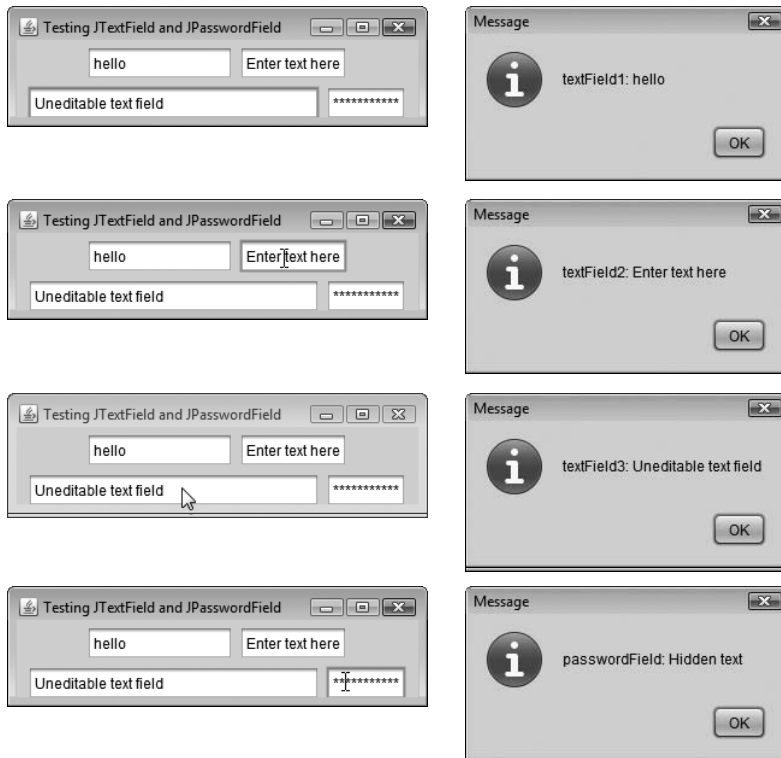 Testing JTextField and JPasswordField
hello
Enter text here
Uneditable text field
***********
Message
textField1: hello
OK
Testing JTextField and JPasswordField
hello
Enter text here
Uneditable text field
***********
Message
textField2: Enter text here
OK
Testing JTextField and JPasswordField
hello
Enter text here
Uneditable text field
***********
Message
textField3: Uneditable text field
OK
Testing JTextField and JPasswordField
hello
Enter text here
Uneditable text field
***********
Message
passwordField: Hidden text
OK